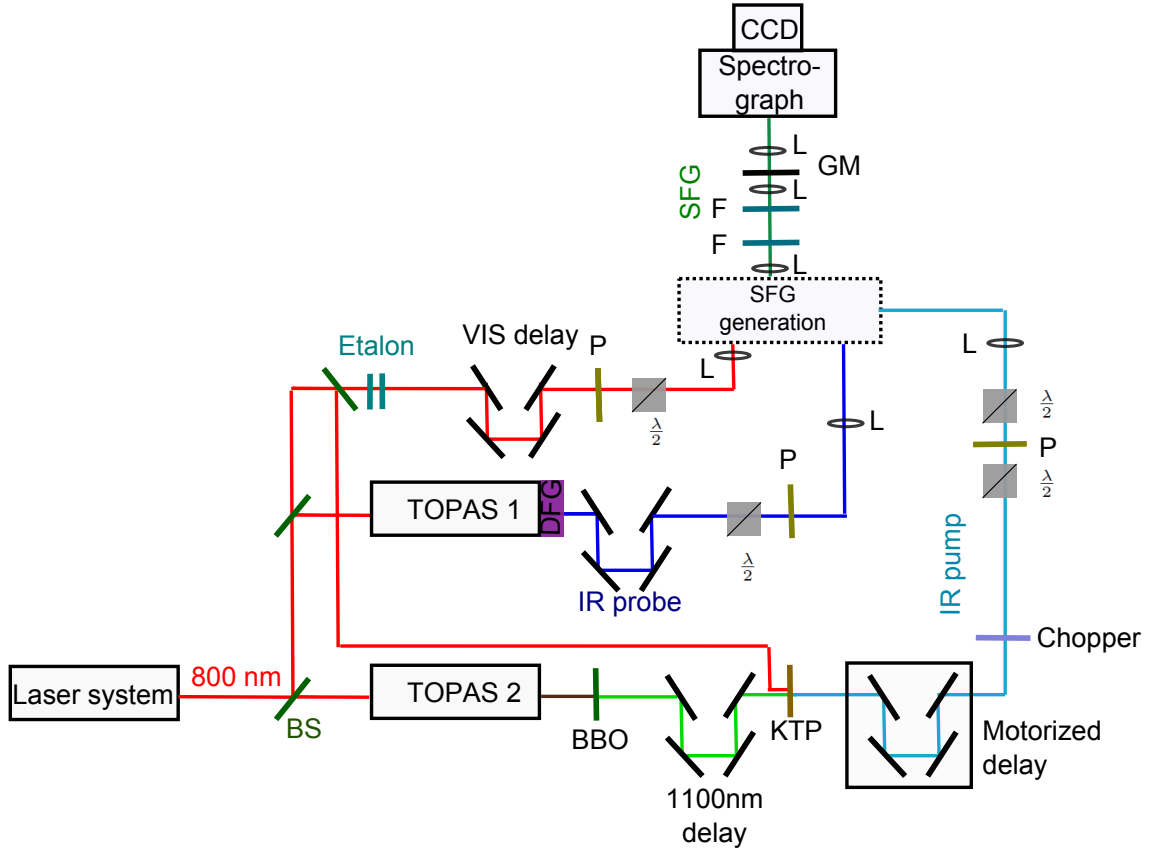 CCD
Spectro-
graph
L
GM
L
SFG
F
F
L
SFG
generation
VIS delay
Etalon
P
L
L
λ/2
λ/2
P
λ/2
P
L
TOPAS 1
DFG
λ/2
IR probe
IR pump
Chopper
800 nm
Laser system
TOPAS 2
BS
BBO
KTP
Motorized
delay
1100nm
delay